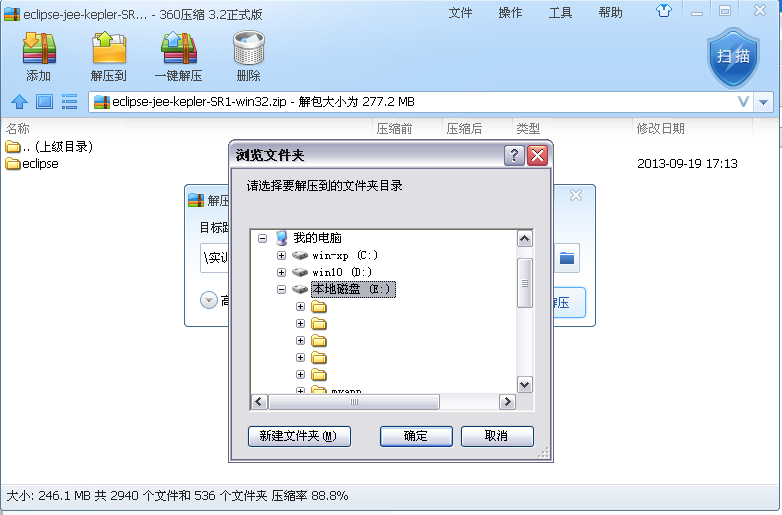 eclipse-jee-kepler-SR... - 360压缩 3.2正式版
文件 操作 工具 帮助
添加 解压到 一键解压 删除
扫描
eclipse-jee-kepler-SR1-win32.zip - 解包大小为 277.2 MB
名称 压缩前 压缩后 类型 修改日期
.. (上级目录)
eclipse 2013-09-19 17:13
解压
目标路
\实训
高
解压
浏览文件夹
请选择要解压到的文件夹目录
我的电脑
win-xp (C:)
win10 (D:)
本地磁盘 (E:)
myapp
新建文件夹(M) 确定 取消
大小: 246.1 MB 共 2940 个文件和 536 个文件夹 压缩率 88.8%